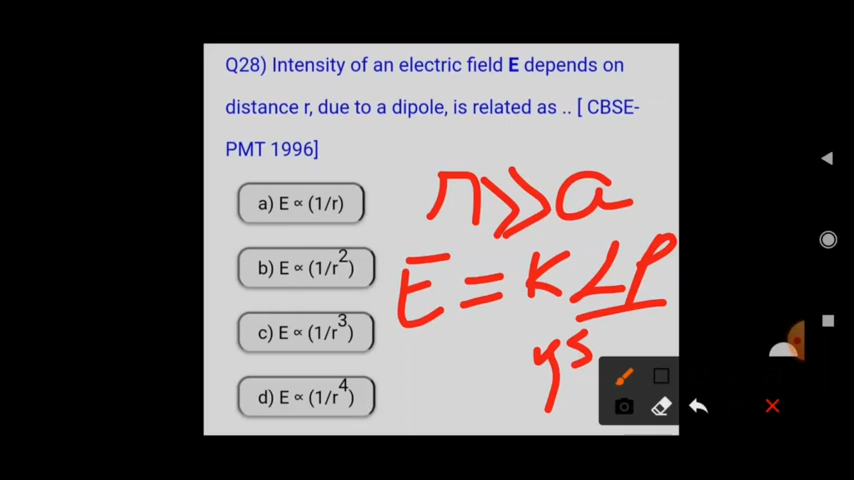 Q28) Intensity of an electric field E depends on
distance r, due to a dipole, is related as .. [ CBSE-
PMT 1996]
a) E ∝ (1/r)
b) E ∝ (1/r²)
c) E ∝ (1/r³)
d) E ∝ (1/r⁴)
r>>a
E = K 2P
r3